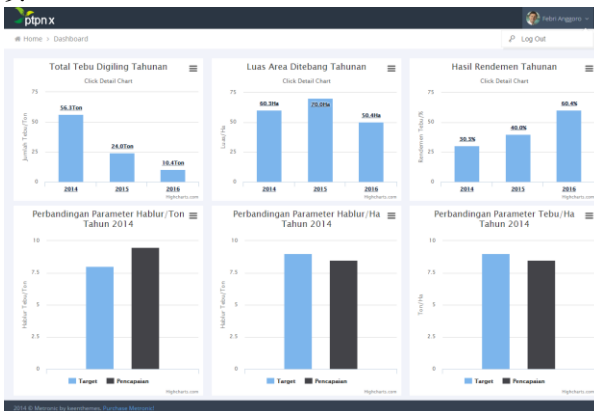 ptpn x
Febri Anggoro
Home > Dashboard
Log Out
Total Tebu Digiling Tahunan
Click Detail Chart
Jumlah Tebu/Ton
75
50
25
0
56.3Ton
24.0Ton
10.4Ton
2014 2015 2016
Highcharts.com
Luas Area Ditebang Tahunan
Click Detail Chart
Luas/Ha
75
50
25
0
60.3Ha
70.0Ha
50.4Ha
2014 2015 2016
Highcharts.com
Hasil Rendemen Tahunan
Click Detail Chart
Rendemen Tebu/%
75
50
25
0
30.3%
40.0%
60.4%
2014 2015 2016
Highcharts.com
Perbandingan Parameter Hablur/Ton
Tahun 2014
Hablur Tebu/Ton
10
7.5
5
2.5
0
Target Pencapaian
Highcharts.com
Perbandingan Parameter Hablur/Ha
Tahun 2014
Hablur Tebu/Ha
10
7.5
5
2.5
0
Target Pencapaian
Highcharts.com
Perbandingan Parameter Tebu/Ha
Tahun 2014
Ton/Ha
10
7.5
5
2.5
0
Target Pencapaian
Highcharts.com
2014 © Metronic by keenthemes. Purchase Metronic!